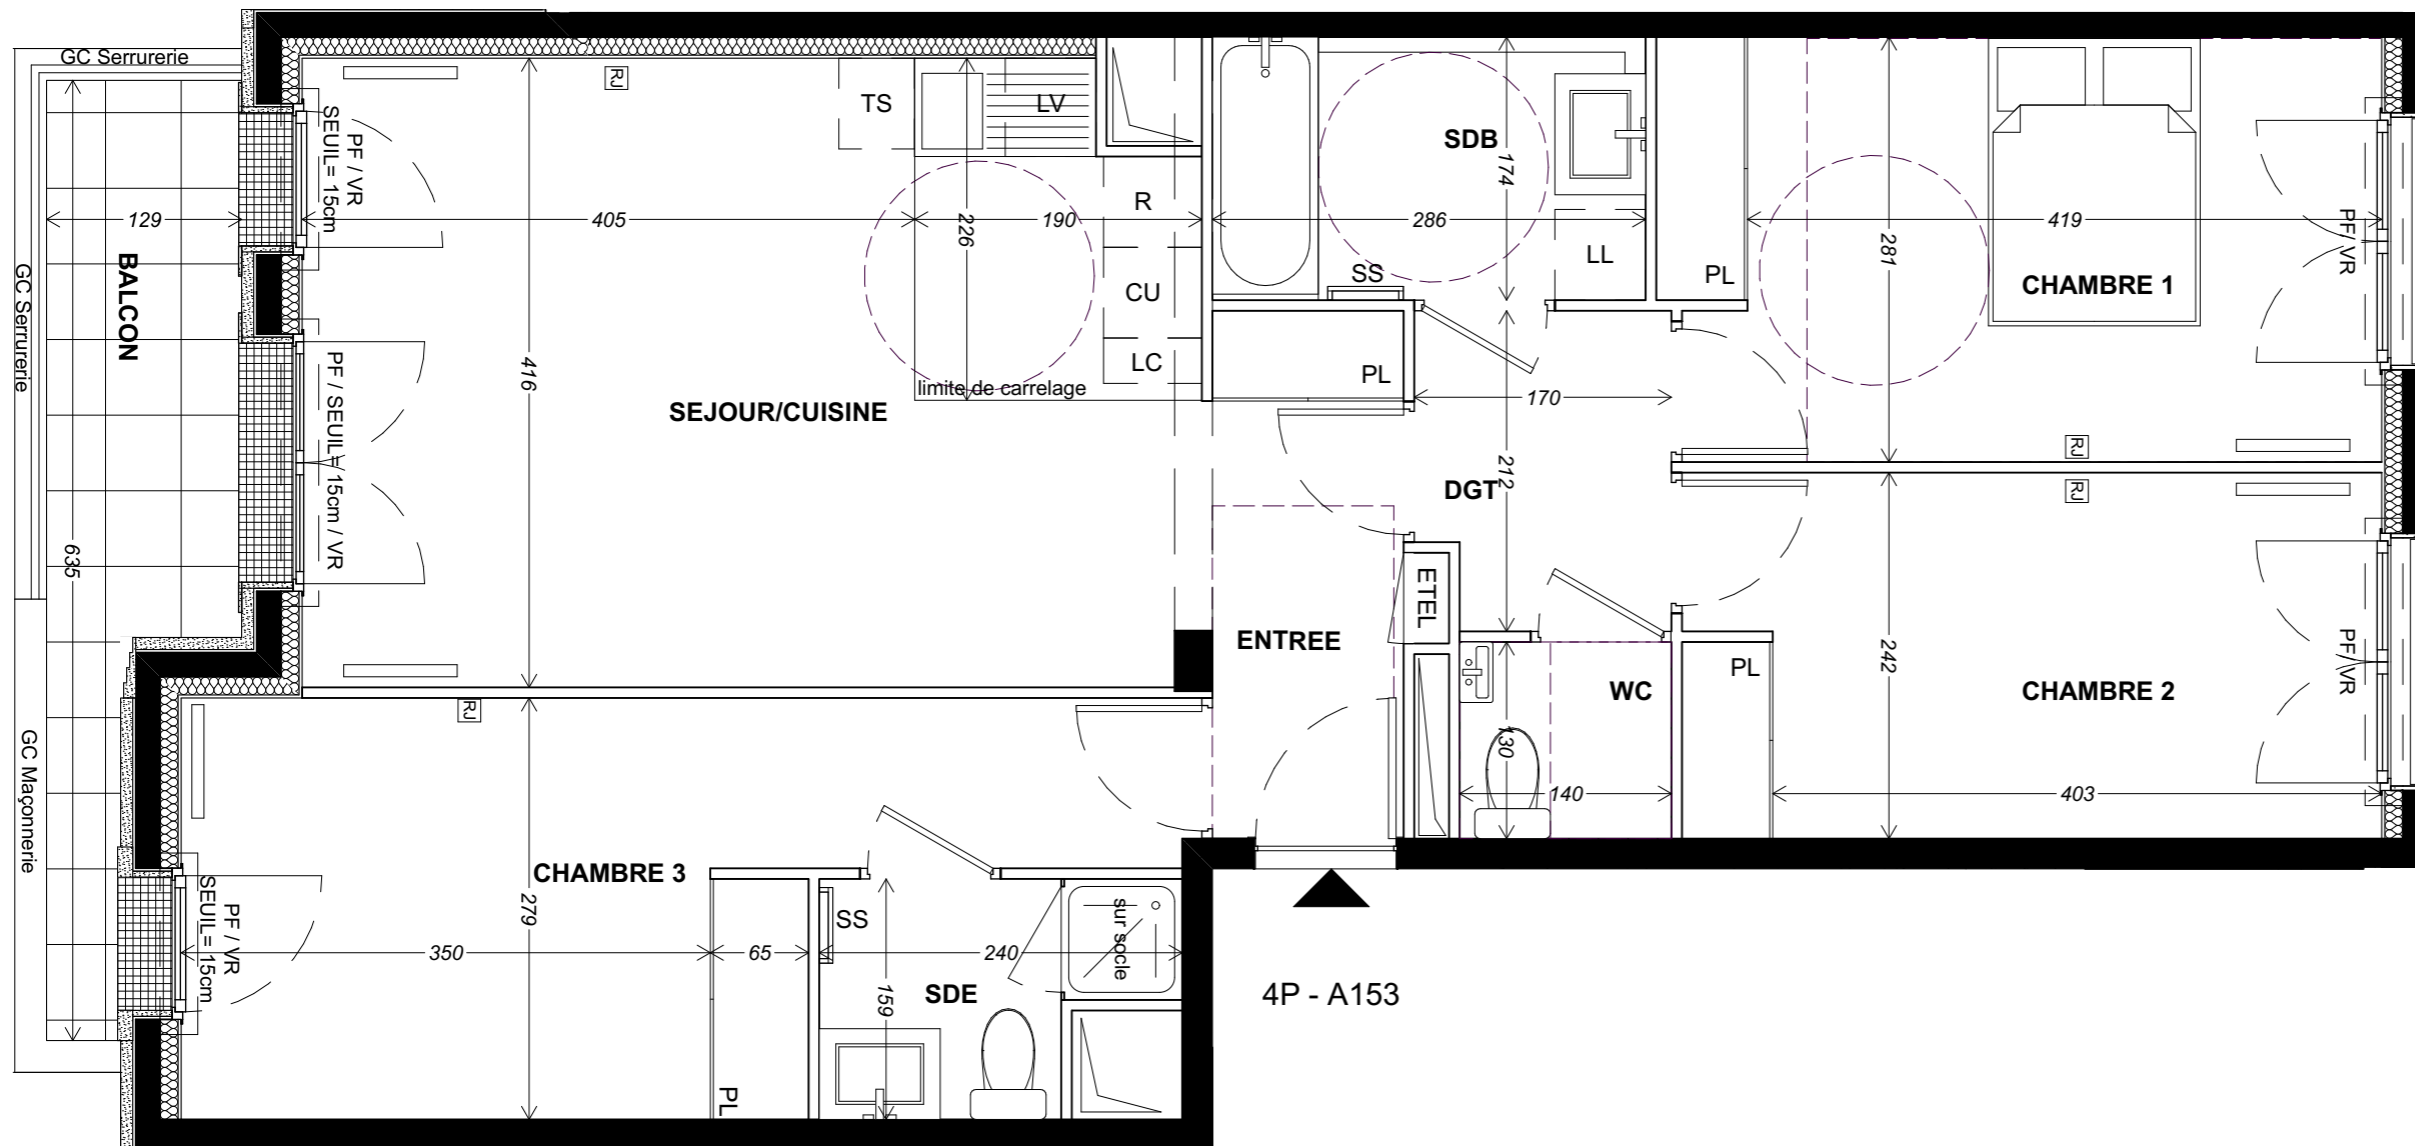 GC Serrurerie
GC Serrurerie
GC Maçonnerie
BALCON
129
635
PF / VR
SEUIL= 15cm
PF / SEUIL= 15cm / VR
PF / VR
SEUIL= 15cm
RJ
TS
LV
R
CU
LC
405
190
226
416
limite de carrelage
SEJOUR/CUISINE
SDB
174
286
SS
LL
PL
PL
170
212
DGT
ETEL
ENTREE
419
281
CHAMBRE 1
PF/ VR
RJ
RJ
242
CHAMBRE 2
PF/ VR
403
PL
WC
130
140
RJ
CHAMBRE 3
279
350
65
PL
SS
240
SDE
159
sur socle
4P - A153